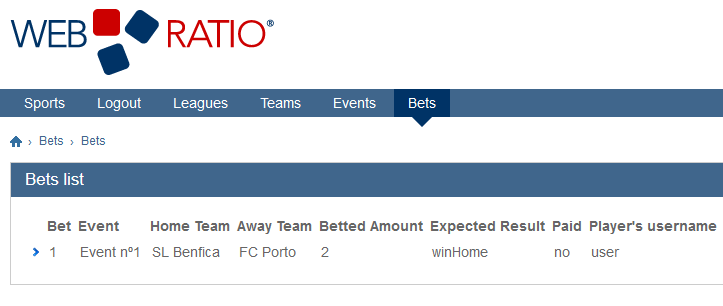 WEB RATIO®
Sports Logout Leagues Teams Events Bets
› Bets › Bets
Bets list
Bet Event Home Team Away Team Betted Amount Expected Result Paid Player's username
1 Event nº1 SL Benfica FC Porto 2 winHome no user